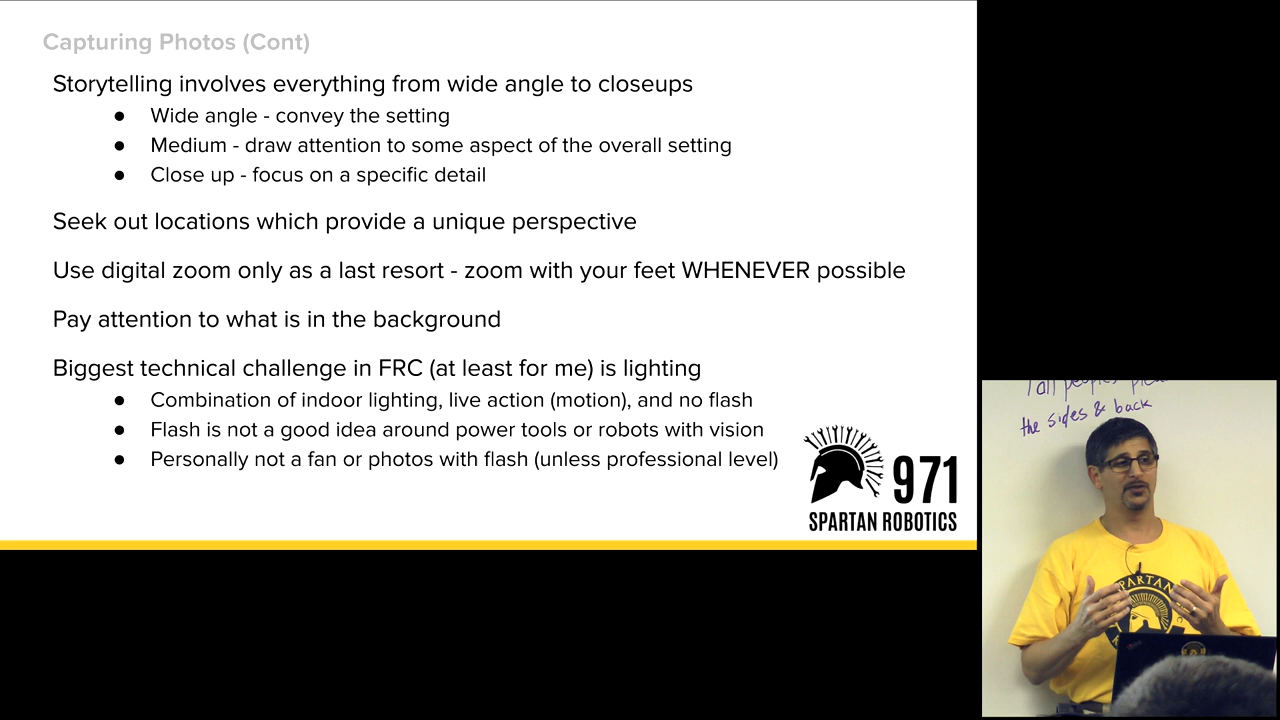 Capturing Photos (Cont)
Storytelling involves everything from wide angle to closeups
● Wide angle - convey the setting
● Medium - draw attention to some aspect of the overall setting
● Close up - focus on a specific detail
Seek out locations which provide a unique perspective
Use digital zoom only as a last resort - zoom with your feet WHENEVER possible
Pay attention to what is in the background
Biggest technical challenge in FRC (at least for me) is lighting
● Combination of indoor lighting, live action (motion), and no flash
● Flash is not a good idea around power tools or robots with vision
● Personally not a fan or photos with flash (unless professional level)
971
SPARTAN ROBOTICS
the sides & back
SPARTAN